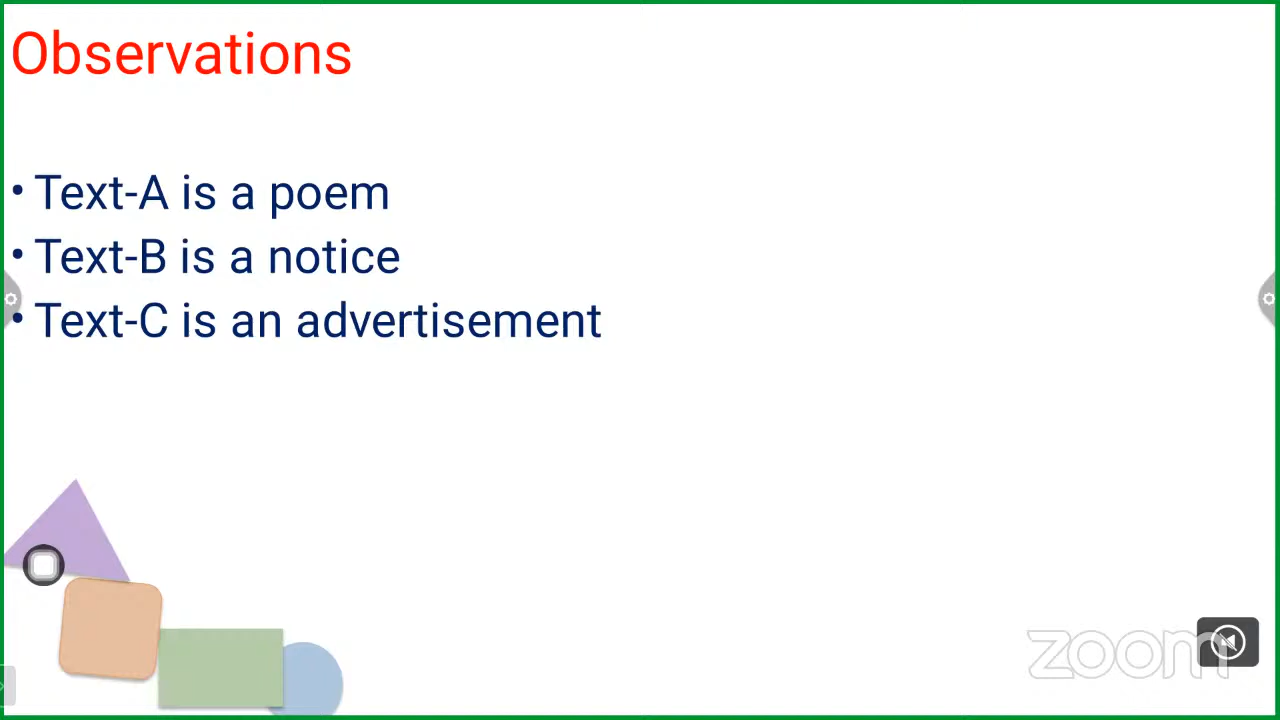 Observations
• Text-A is a poem
• Text-B is a notice
• Text-C is an advertisement
zoom